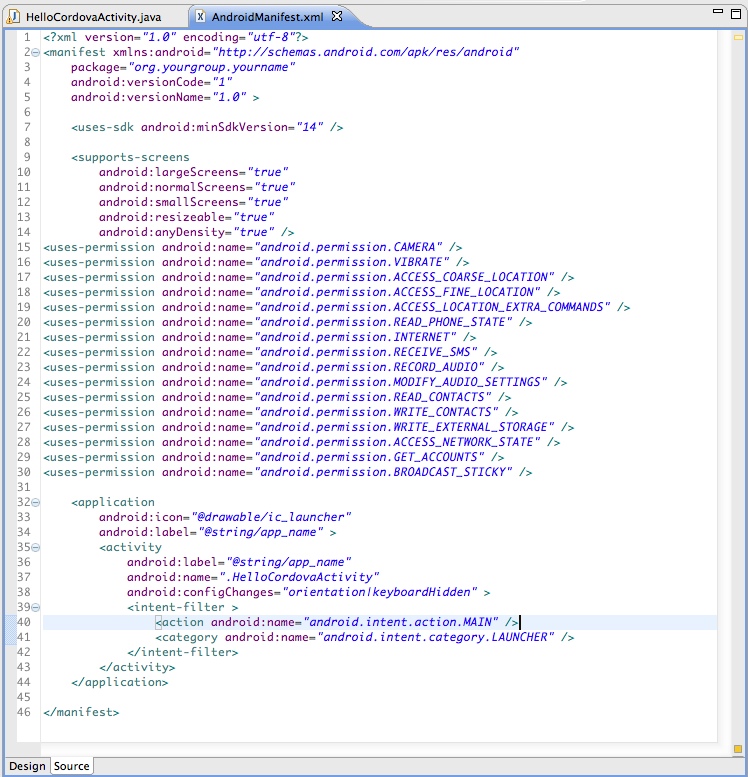 HelloCordovaActivity.java
AndroidManifest.xml
1 <?xml version="1.0" encoding="utf-8"?>
2 <manifest xmlns:android="http://schemas.android.com/apk/res/android"
3     package="org.yourgroup.yourname"
4     android:versionCode="1"
5     android:versionName="1.0" >
6
7     <uses-sdk android:minSdkVersion="14" />
8
9     <supports-screens
10         android:largeScreens="true"
11         android:normalScreens="true"
12         android:smallScreens="true"
13         android:resizeable="true"
14         android:anyDensity="true" />
15 <uses-permission android:name="android.permission.CAMERA" />
16 <uses-permission android:name="android.permission.VIBRATE" />
17 <uses-permission android:name="android.permission.ACCESS_COARSE_LOCATION" />
18 <uses-permission android:name="android.permission.ACCESS_FINE_LOCATION" />
19 <uses-permission android:name="android.permission.ACCESS_LOCATION_EXTRA_COMMANDS" />
20 <uses-permission android:name="android.permission.READ_PHONE_STATE" />
21 <uses-permission android:name="android.permission.INTERNET" />
22 <uses-permission android:name="android.permission.RECEIVE_SMS" />
23 <uses-permission android:name="android.permission.RECORD_AUDIO" />
24 <uses-permission android:name="android.permission.MODIFY_AUDIO_SETTINGS" />
25 <uses-permission android:name="android.permission.READ_CONTACTS" />
26 <uses-permission android:name="android.permission.WRITE_CONTACTS" />
27 <uses-permission android:name="android.permission.WRITE_EXTERNAL_STORAGE" />
28 <uses-permission android:name="android.permission.ACCESS_NETWORK_STATE" />
29 <uses-permission android:name="android.permission.GET_ACCOUNTS" />
30 <uses-permission android:name="android.permission.BROADCAST_STICKY" />
31
32     <application
33         android:icon="@drawable/ic_launcher"
34         android:label="@string/app_name" >
35         <activity
36             android:label="@string/app_name"
37             android:name=".HelloCordovaActivity"
38             android:configChanges="orientation|keyboardHidden" >
39             <intent-filter >
40                 <action android:name="android.intent.action.MAIN" />
41                 <category android:name="android.intent.category.LAUNCHER" />
42             </intent-filter>
43         </activity>
44     </application>
45
46 </manifest>
Design
Source